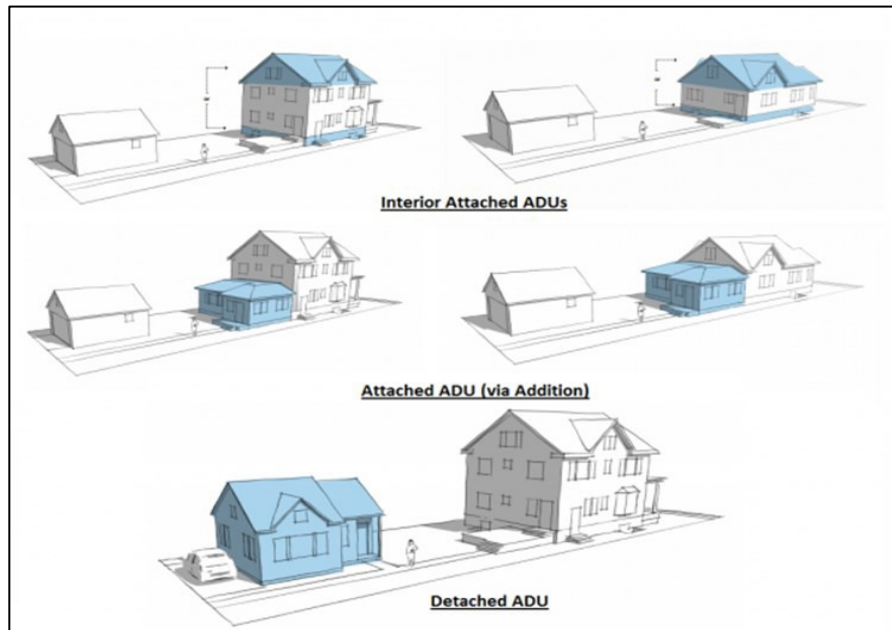 Interior Attached ADUs
Attached ADU (via Addition)
Detached ADU